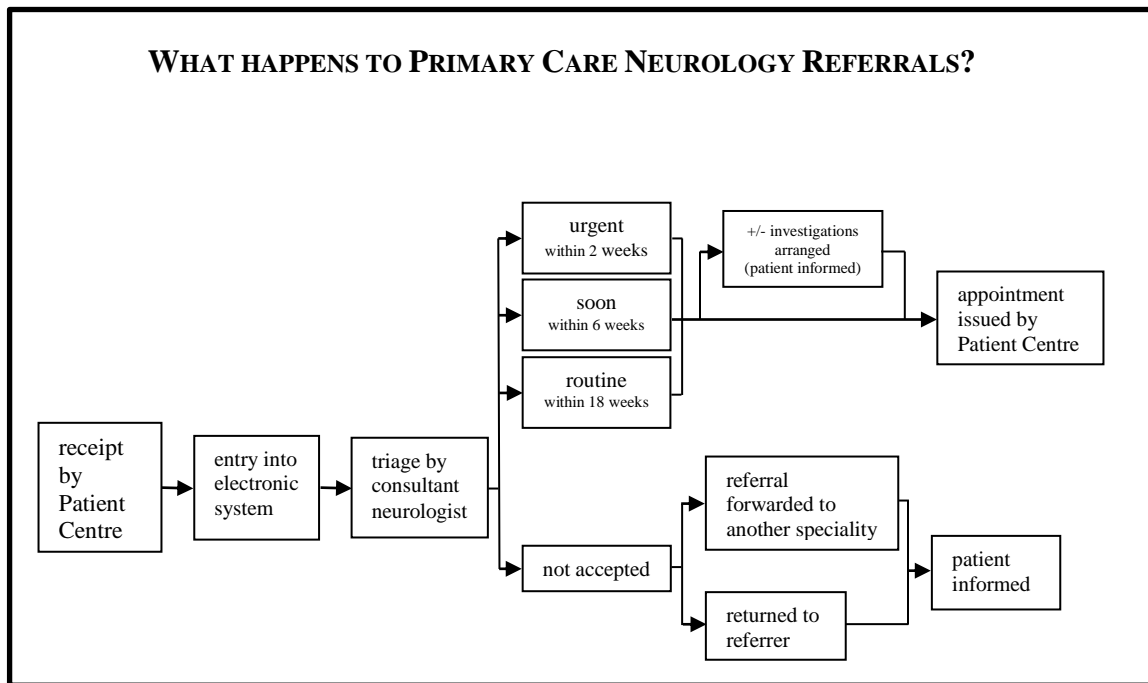 WHAT HAPPENS TO PRIMARY CARE NEUROLOGY REFERRALS?
receipt
by
Patient
Centre
entry into
electronic
system
triage by
consultant
neurologist
urgent
within 2 weeks
soon
within 6 weeks
routine
within 18 weeks
+/- investigations
arranged
(patient informed)
appointment
issued by
Patient Centre
not accepted
referral
forwarded to
another speciality
returned to
referrer
patient
informed